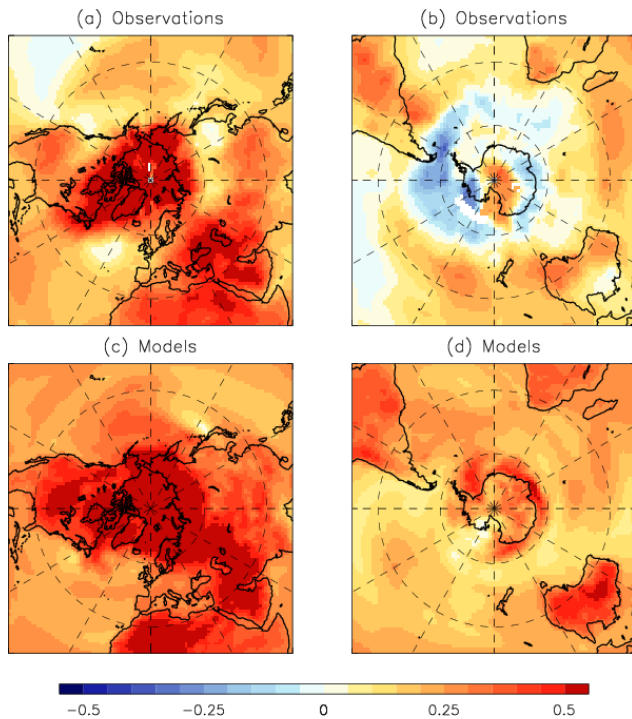 (a) Observations
(b) Observations
(c) Models
(d) Models
-0.5
-0.25
0
0.25
0.5